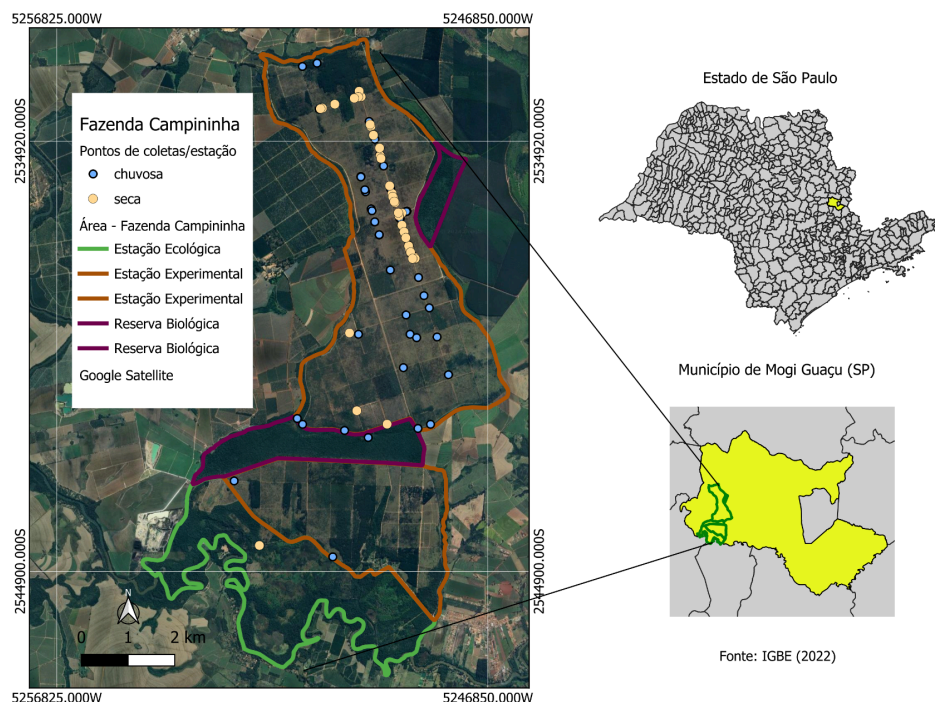 5256825.000W
5246850.000W
2534920.000S
2534920.000S
Fazenda Campininha
Pontos de coletas/estação
chuvosa
seca
Área - Fazenda Campininha
Estação Ecológica
Estação Experimental
Estação Experimental
Reserva Biológica
Reserva Biológica
Google Satellite
2544900.000S
2544900.000S
N
0 1 2 km
5256825.000W
5246850.000W
Estado de São Paulo
Município de Mogi Guaçu (SP)
Fonte: IGBE (2022)